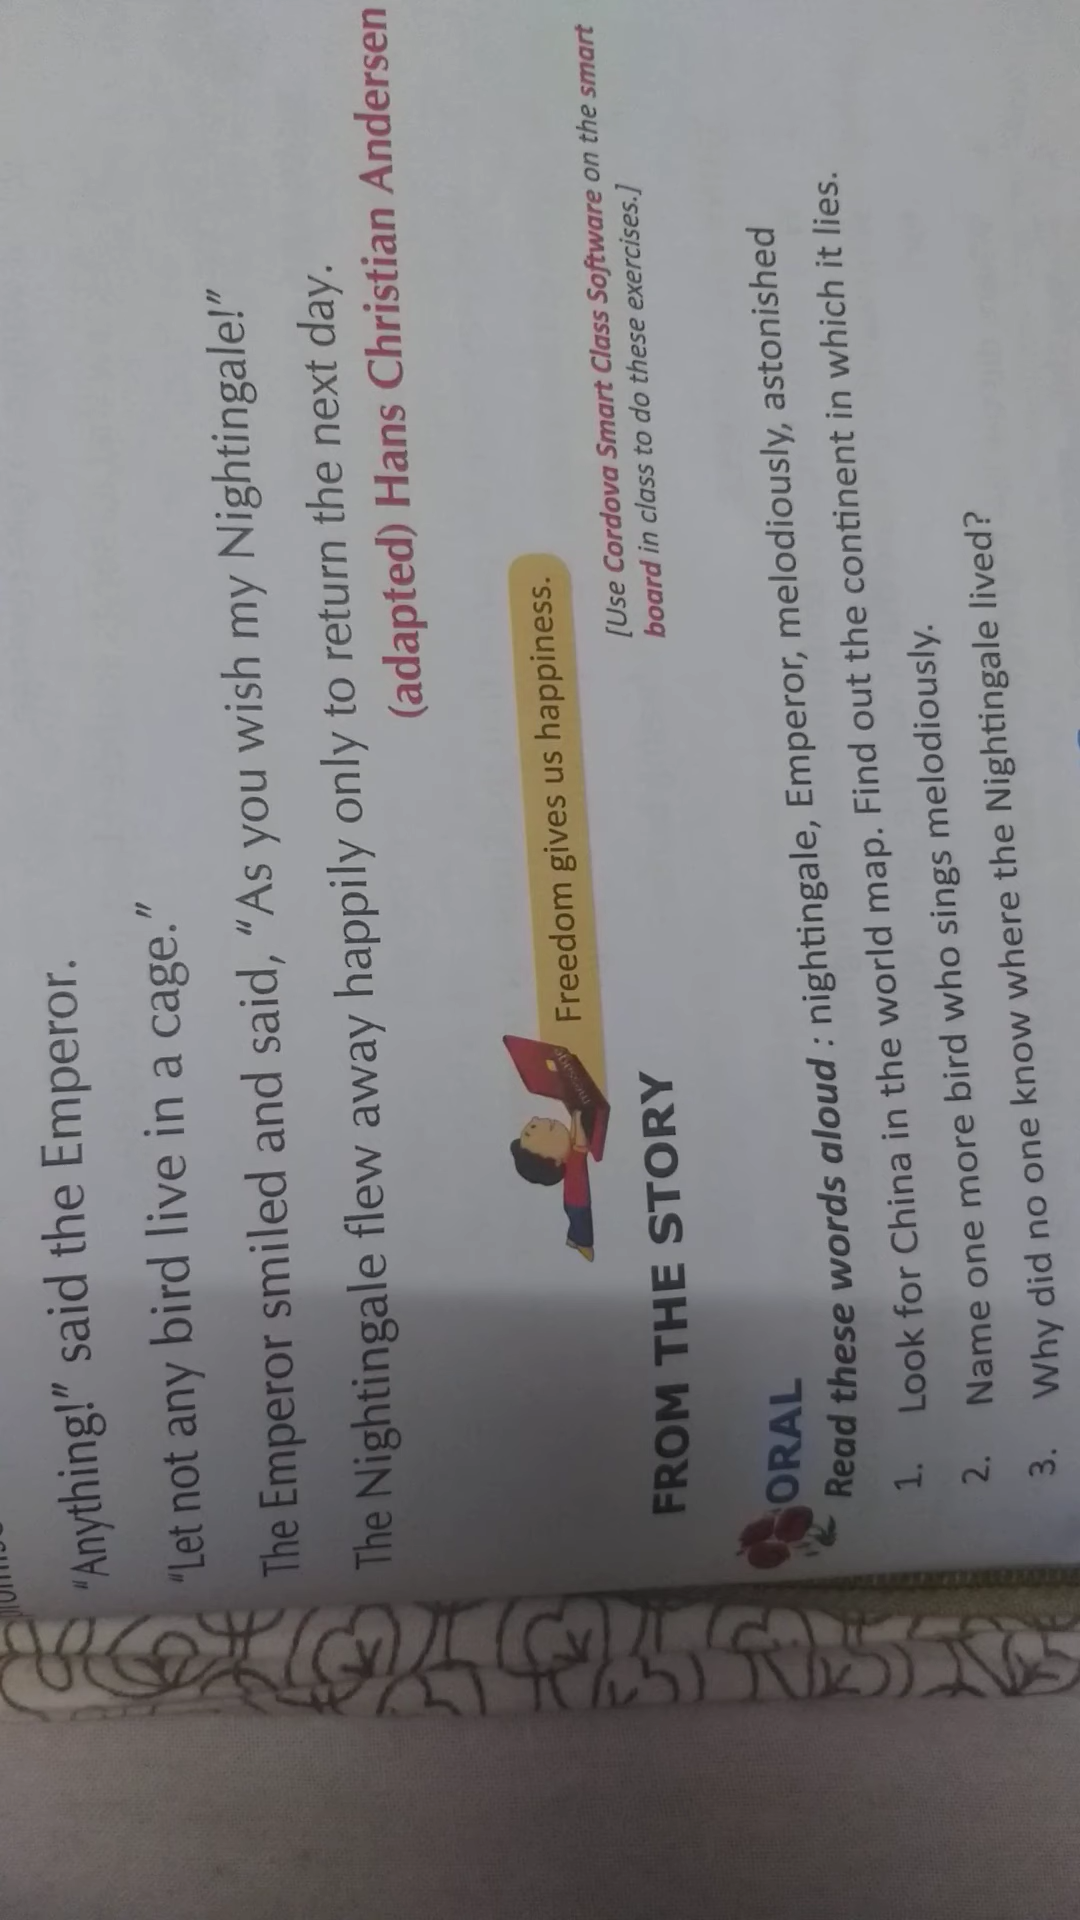 "Anything!" said the Emperor.
"Let not any bird live in a cage."
The Emperor smiled and said, "As you wish my Nightingale!"
The Nightingale flew away happily only to return the next day.
(adapted) Hans Christian Andersen
Freedom gives us happiness.
[Use Cordova Smart Class Software on the smart
board in class to do these exercises.]
FROM THE STORY
ORAL
Read these words aloud : nightingale, Emperor, melodiously, astonished
1. Look for China in the world map. Find out the continent in which it lies.
2. Name one more bird who sings melodiously.
3. Why did no one know where the Nightingale lived?